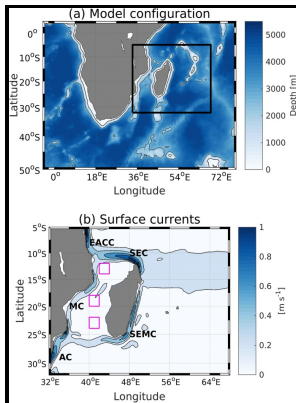 (a) Model configuration
0°
10°S
20°S
30°S
40°S
50°S
Latitude
0°
18°E
36°E
54°E
72°E
Longitude
5000
4000
3000
2000
1000
0
Depth [m]
(b) Surface currents
5°S
10°S
15°S
20°S
25°S
30°S
Latitude
EACC
SEC
MC
SEMC
AC
32°E
40°E
48°E
56°E
64°E
Longitude
1
0.8
0.6
0.4
0.2
0
[m s⁻¹]